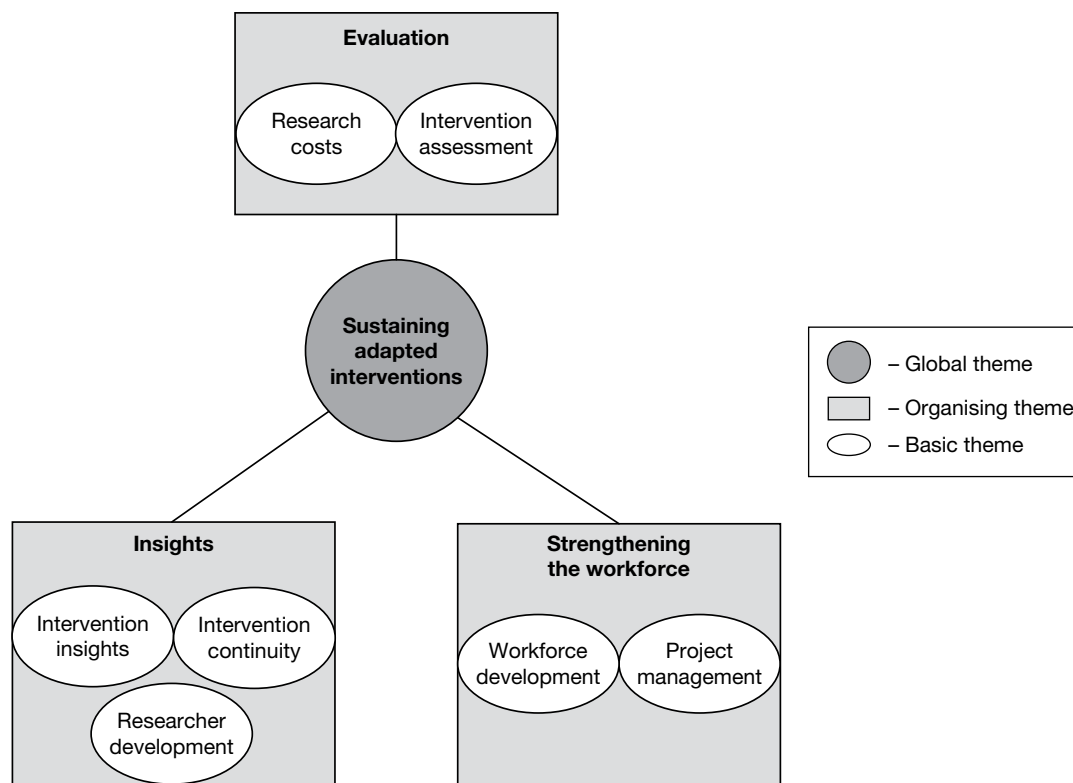 Evaluation
Research
costs
Intervention
assessment
Sustaining
adapted
interventions
– Global theme
– Organising theme
– Basic theme
Insights
Intervention
insights
Intervention
continuity
Researcher
development
Strengthening
the workforce
Workforce
development
Project
management